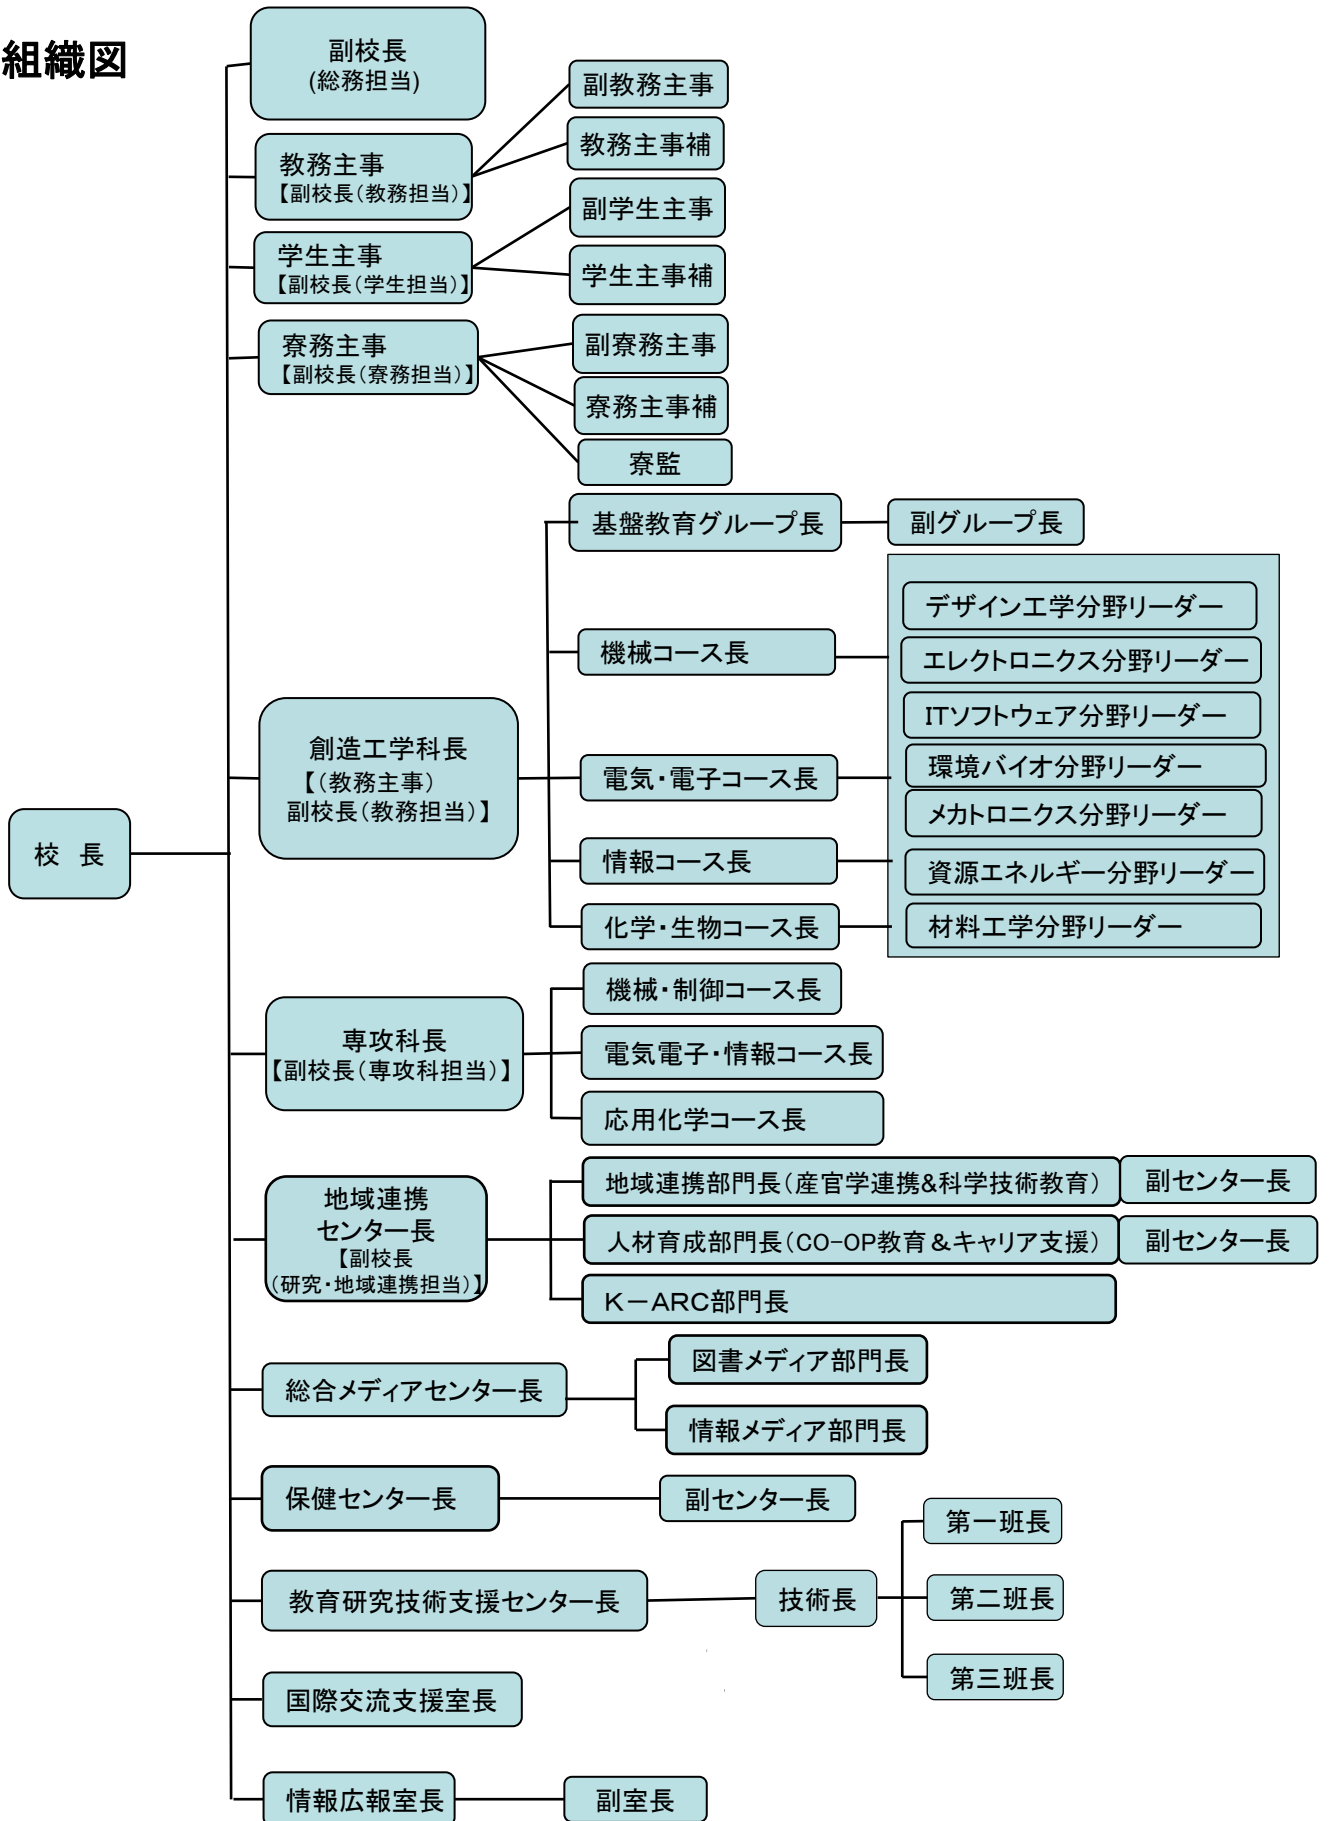 組織図
副校長
(総務担当)
副教務主事
教務主事補
教務主事
【副校長(教務担当)】
副学生主事
学生主事
【副校長(学生担当)】
学生主事補
副寮務主事
寮務主事
【副校長(寮務担当)】
寮務主事補
寮監
基盤教育グループ長
副グループ長
デザイン工学分野リーダー
機械コース長
エレクトロニクス分野リーダー
ITソフトウェア分野リーダー
創造工学科長
【(教務主事)
副校長(教務担当)】
電気・電子コース長
環境バイオ分野リーダー
メカトロニクス分野リーダー
校 長
情報コース長
資源エネルギー分野リーダー
化学・生物コース長
材料工学分野リーダー
機械・制御コース長
専攻科長
【副校長(専攻科担当)】
電気電子・情報コース長
応用化学コース長
地域連携
センター長
【副校長
(研究・地域連携担当)】
地域連携部門長(産官学連携&科学技術教育)
副センター長
人材育成部門長(CO-OP教育&キャリア支援)
副センター長
K-ARC部門長
図書メディア部門長
総合メディアセンター長
情報メディア部門長
保健センター長
副センター長
第一班長
教育研究技術支援センター長
技術長
第二班長
第三班長
国際交流支援室長
情報広報室長
副室長